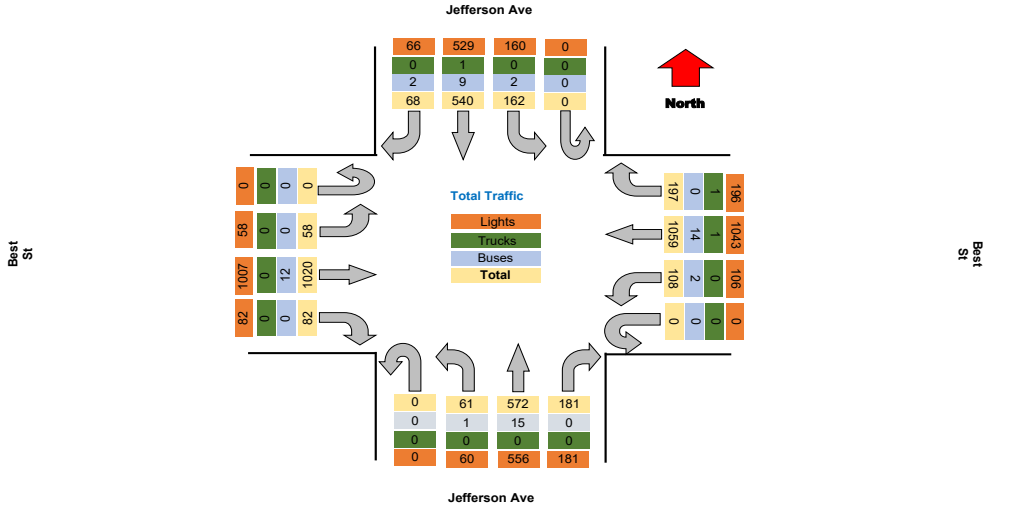 Jefferson Ave
66 529 160 0
0 1 0 0
2 9 2 0
68 540 162 0
North
0 0 0 0
58 0 0 58
1007 0 12 1020
82 0 0 82
Best
St
Total Traffic
Lights
Trucks
Buses
Total
197 0 1 196
1059 14 1 1043
108 2 0 106
0 0 0 0
Best
St
0 61 572 181
0 1 15 0
0 0 0 0
0 60 556 181
Jefferson Ave